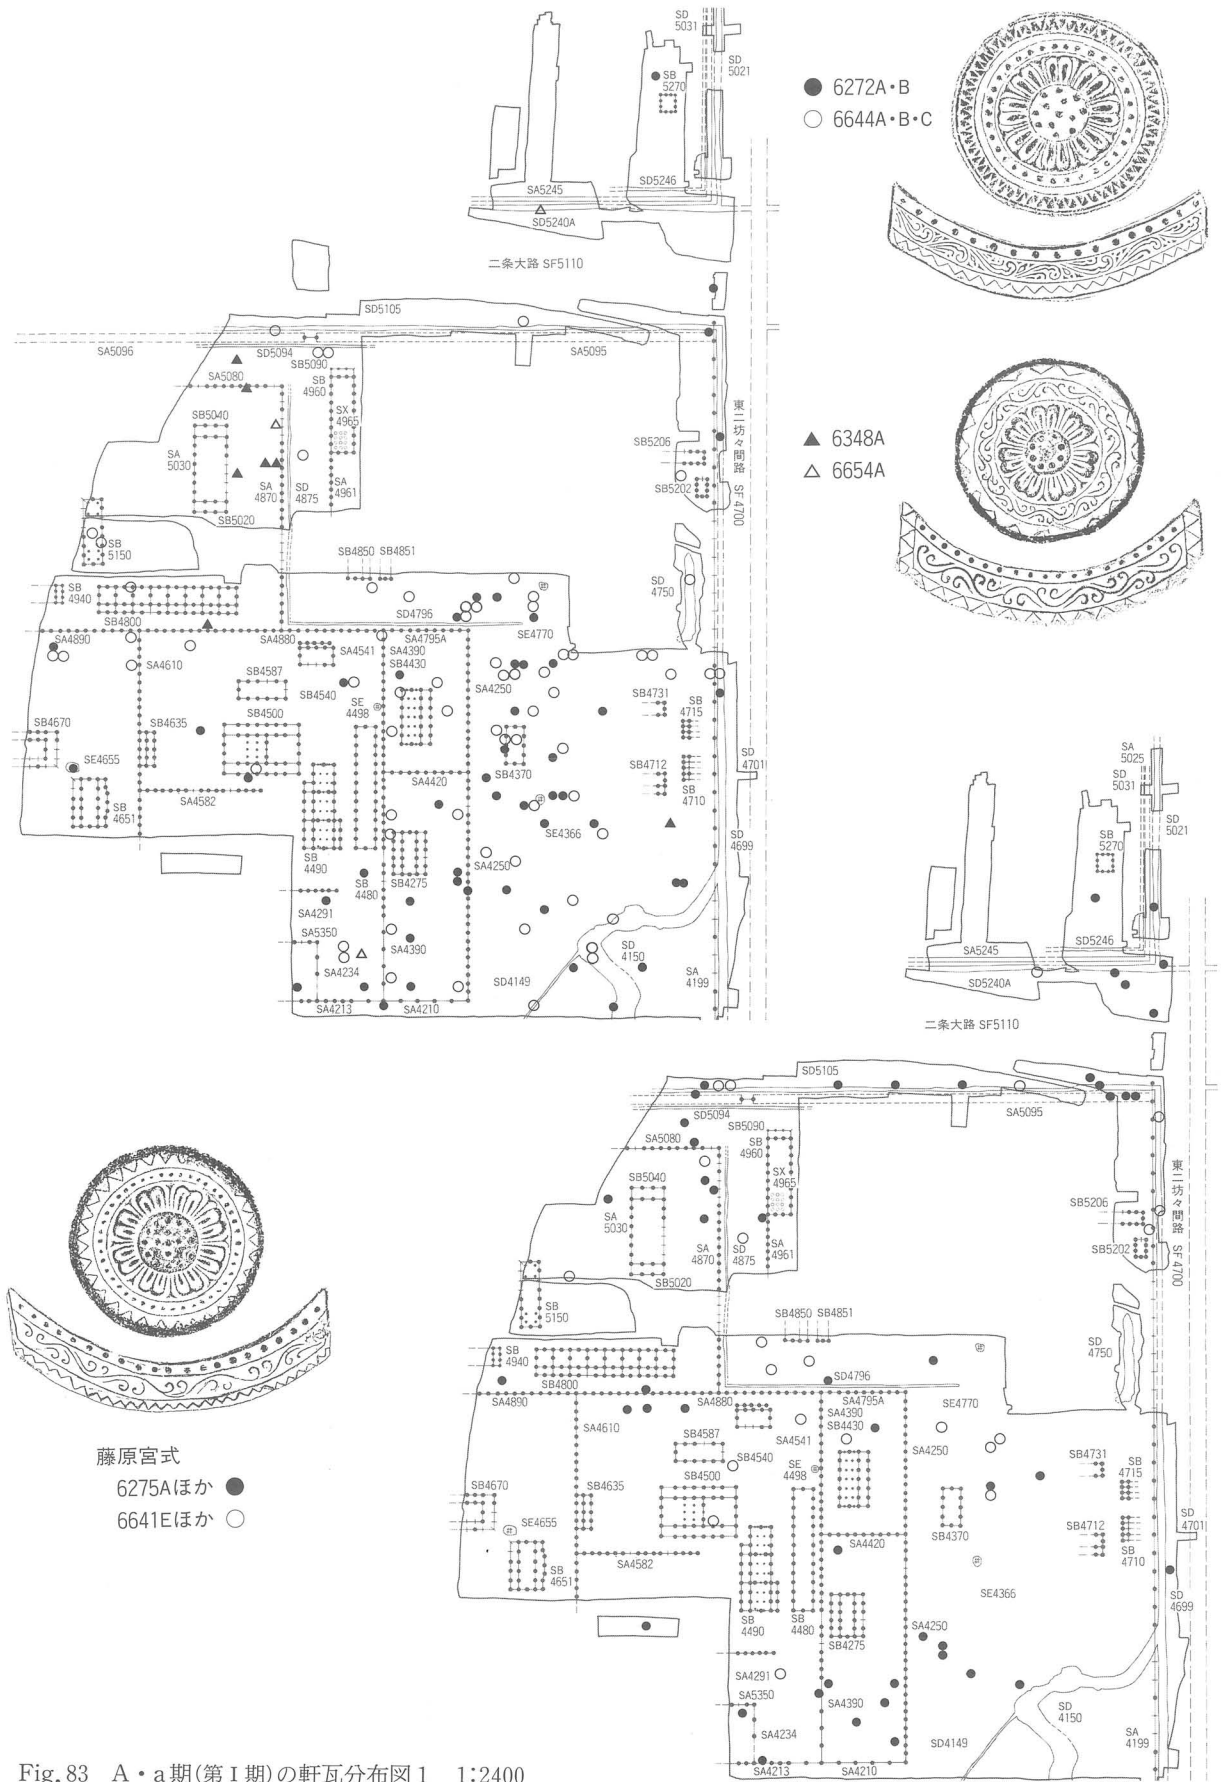 SD
5031
SD
5021
SB
5270
SD5246
SA5245
SD5240A
二条大路 SF5110
● 6272A・B
○ 6644A・B・C
▲ 6348A
△ 6654A
SD5105
SA5096
SD5094
SB5090
SA5095
SA5080
SB
4960
SB5040
SX
4965
SA
5030
SA
4870
SD
4875
SA
4961
SB5020
SB
5150
東二坊々間路 SF4700
SB5206
SB5202
SB4850
SB4851
SD
4750
SB
4940
SB4800
SD4796
SE4770
SA4890
SA4880
SA4795A
SA4610
SA4541
SA4390
SB4430
SA4250
SB4587
SB4540
SE
4498
SB4731
SB
4715
SB4670
SB4635
SB4500
SE4655
SB4370
SB4712
SB
4710
SD
4701
SA4420
SB
4651
SA4582
SE4366
SD
4699
SB
4490
SB
4480
SB4275
SA4250
SA4291
SA5350
SA4390
SA4234
SD4149
SD
4150
SA
4199
SA4213
SA4210
SA
5025
SD
5031
SD
5021
SB
5270
SA5245
SD5246
SD5240A
二条大路 SF5110
SD5105
SD5094
SA5095
SB5090
SA5080
SB
4960
SB5040
SX
4965
SA
5030
SA
4870
SD
4875
SA
4961
SB5020
SB
5150
東二坊々間路 SF4700
SB5206
SB5202
SB4850
SB4851
SD
4750
SB
4940
SB4800
SD4796
SA4890
SA4880
SA4795A
SE4770
SA4610
SA4390
SB4430
SA4541
SA4250
SB4587
SB4540
SE
4498
SB4731
SB
4715
SB4670
SB4635
SB4500
SE4655
SB4370
SB4712
SB
4710
SD
4701
SA4420
SB
4651
SA4582
SE4366
SD
4699
SB
4490
SB
4480
SB4275
SA4250
SA4291
SA5350
SA4390
SA4234
SD4149
SD
4150
SA
4199
SA4213
SA4210
藤原宮式
6275Aほか ●
6641Eほか ○
Fig. 83 A・a期(第I期)の軒瓦分布図1 1:2400